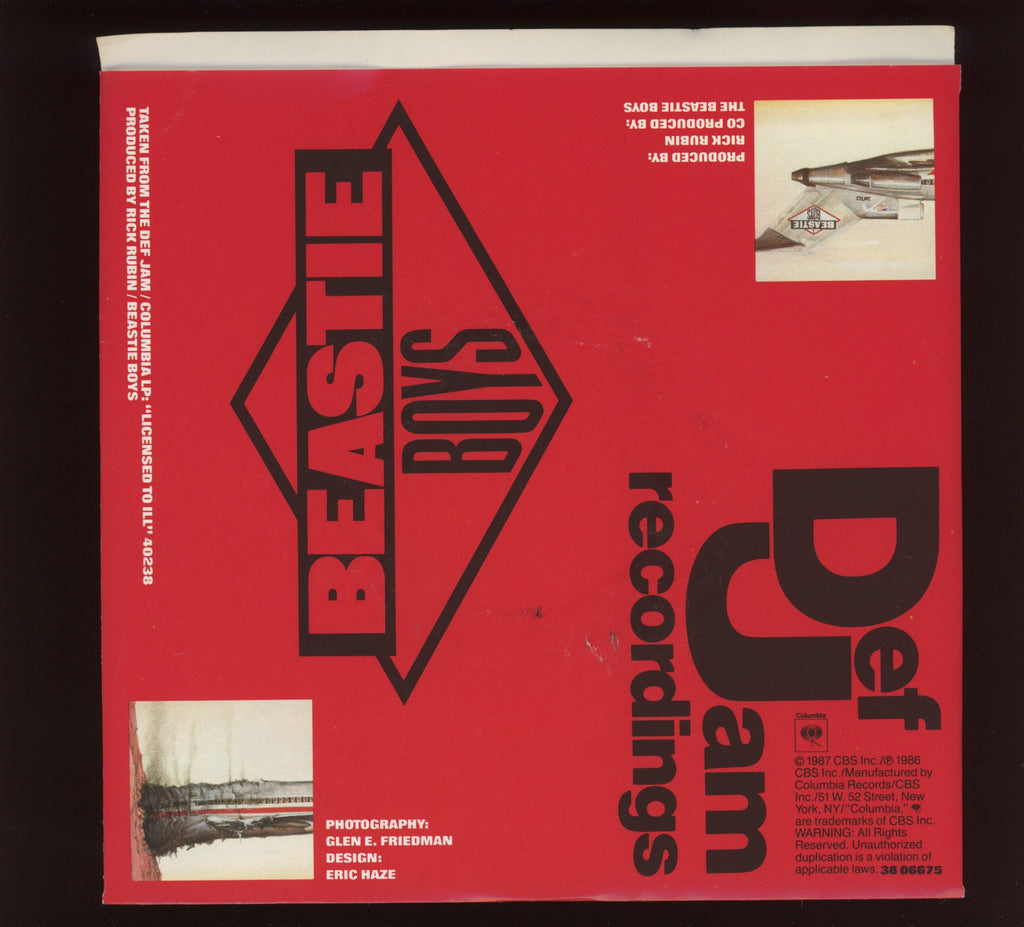 TAKEN FROM THE DEF JAM / COLUMBIA LP: “LICENSED TO ILL” 40238
PRODUCED BY RICK RUBIN / BEASTIE BOYS
BEASTIE
BOYS
PRODUCED BY:
RICK RUBIN
CO PRODUCED BY:
THE BEASTIE BOYS
BEASTIE
BOYS
Def
Jam
recordings
PHOTOGRAPHY:
GLEN E. FRIEDMAN
DESIGN:
ERIC HAZE
Columbia
© 1987 CBS Inc./℗ 1986
CBS Inc./Manufactured by
Columbia Records/CBS
Inc./51 W. 52 Street, New
York, NY/"Columbia,"
are trademarks of CBS Inc.
WARNING: All Rights
Reserved. Unauthorized
duplication is a violation of
applicable laws. 38 06675